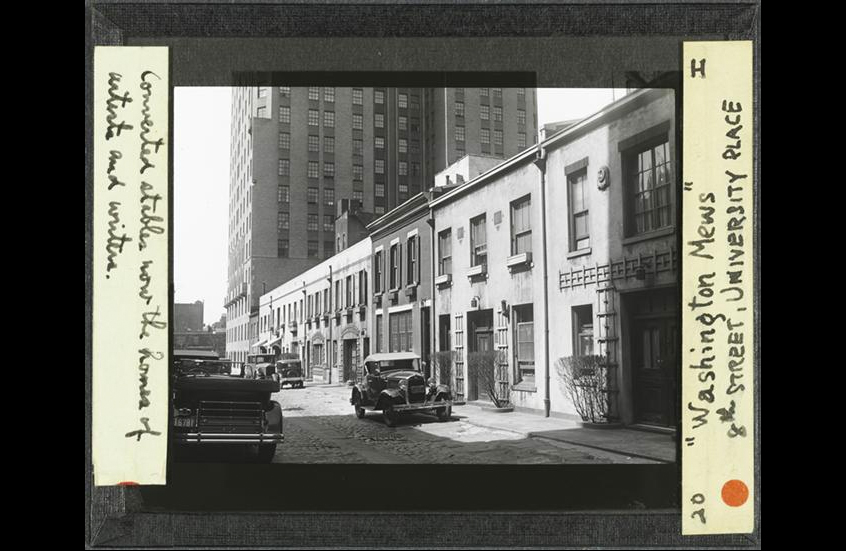 Converted stables now the homes of
artists and writers.
H
20 "Washington Mews"
8th STREET, UNIVERSITY PLACE